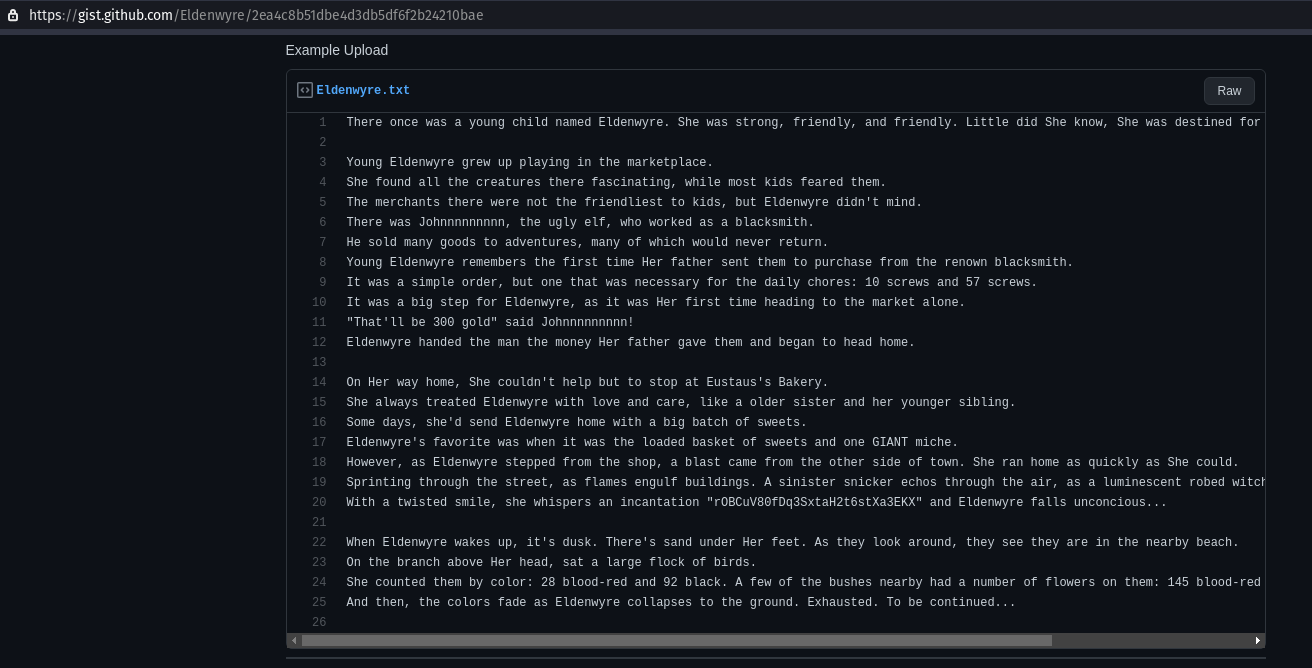 https://gist.github.com/Eldenwyre/2ea4c8b51dbe4d3db5df6f2b24210bae
Example Upload
Eldenwyre.txt
Raw
1 There once was a young child named Eldenwyre. She was strong, friendly, and friendly. Little did She know, She was destined for
2
3 Young Eldenwyre grew up playing in the marketplace.
4 She found all the creatures there fascinating, while most kids feared them.
5 The merchants there were not the friendliest to kids, but Eldenwyre didn't mind.
6 There was Johnnnnnnnnn, the ugly elf, who worked as a blacksmith.
7 He sold many goods to adventures, many of which would never return.
8 Young Eldenwyre remembers the first time Her father sent them to purchase from the renown blacksmith.
9 It was a simple order, but one that was necessary for the daily chores: 10 screws and 57 screws.
10 It was a big step for Eldenwyre, as it was Her first time heading to the market alone.
11 "That'll be 300 gold" said Johnnnnnnnnn!
12 Eldenwyre handed the man the money Her father gave them and began to head home.
13
14 On Her way home, She couldn't help but to stop at Eustaus's Bakery.
15 She always treated Eldenwyre with love and care, like a older sister and her younger sibling.
16 Some days, she'd send Eldenwyre home with a big batch of sweets.
17 Eldenwyre's favorite was when it was the loaded basket of sweets and one GIANT miche.
18 However, as Eldenwyre stepped from the shop, a blast came from the other side of town. She ran home as quickly as She could.
19 Sprinting through the street, as flames engulf buildings. A sinister snicker echos through the air, as a luminescent robed witch
20 With a twisted smile, she whispers an incantation "rOBCuV80fDq3SxtaH2t6stXa3EKX" and Eldenwyre falls unconcious...
21
22 When Eldenwyre wakes up, it's dusk. There's sand under Her feet. As they look around, they see they are in the nearby beach.
23 On the branch above Her head, sat a large flock of birds.
24 She counted them by color: 28 blood-red and 92 black. A few of the bushes nearby had a number of flowers on them: 145 blood-red
25 And then, the colors fade as Eldenwyre collapses to the ground. Exhausted. To be continued...
26